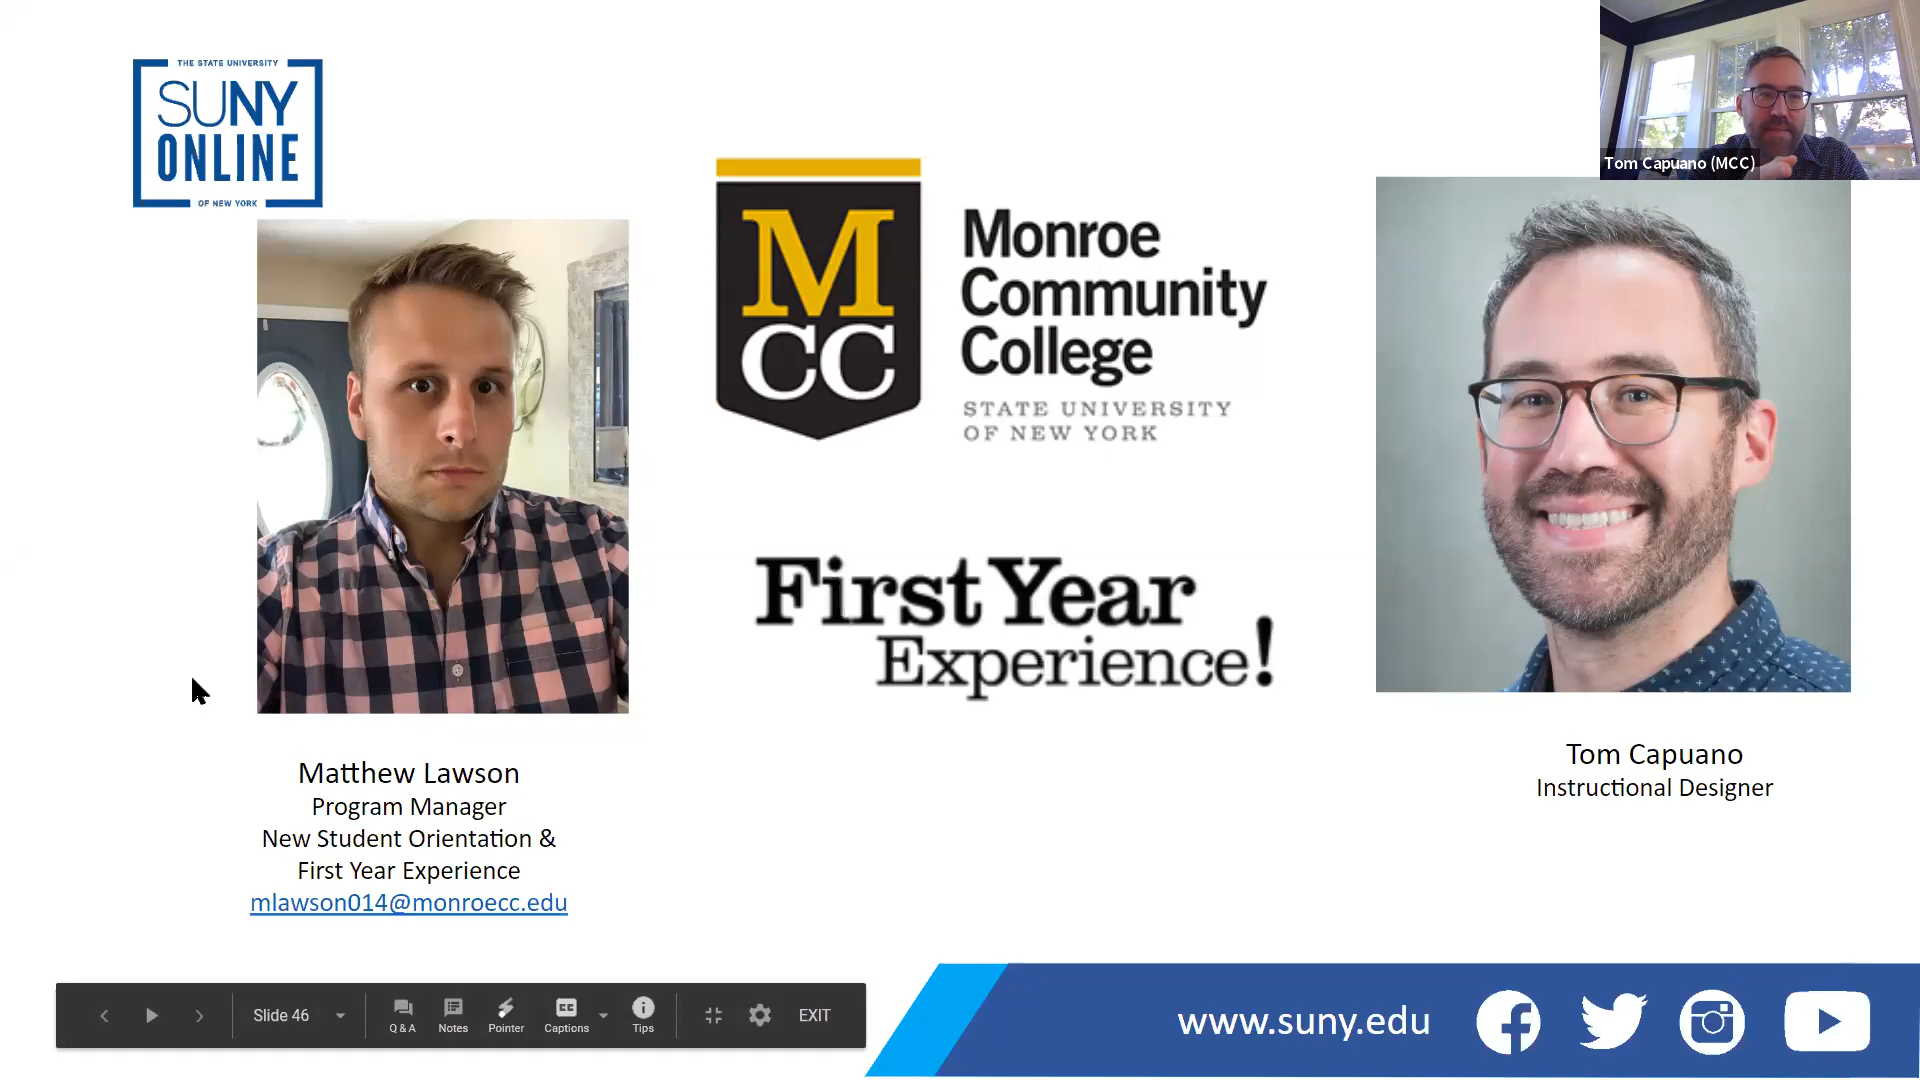 THE STATE UNIVERSITY
SUNY
ONLINE
OF NEW YORK
Tom Capuano (MCC)
M
CC
Monroe
Community
College
STATE UNIVERSITY
OF NEW YORK
First Year
Experience!
Matthew Lawson
Program Manager
New Student Orientation &
First Year Experience
mlawson014@monroecc.edu
Tom Capuano
Instructional Designer
Slide 46
Q & A
Notes
Pointer
CC
Captions
Tips
EXIT
www.suny.edu